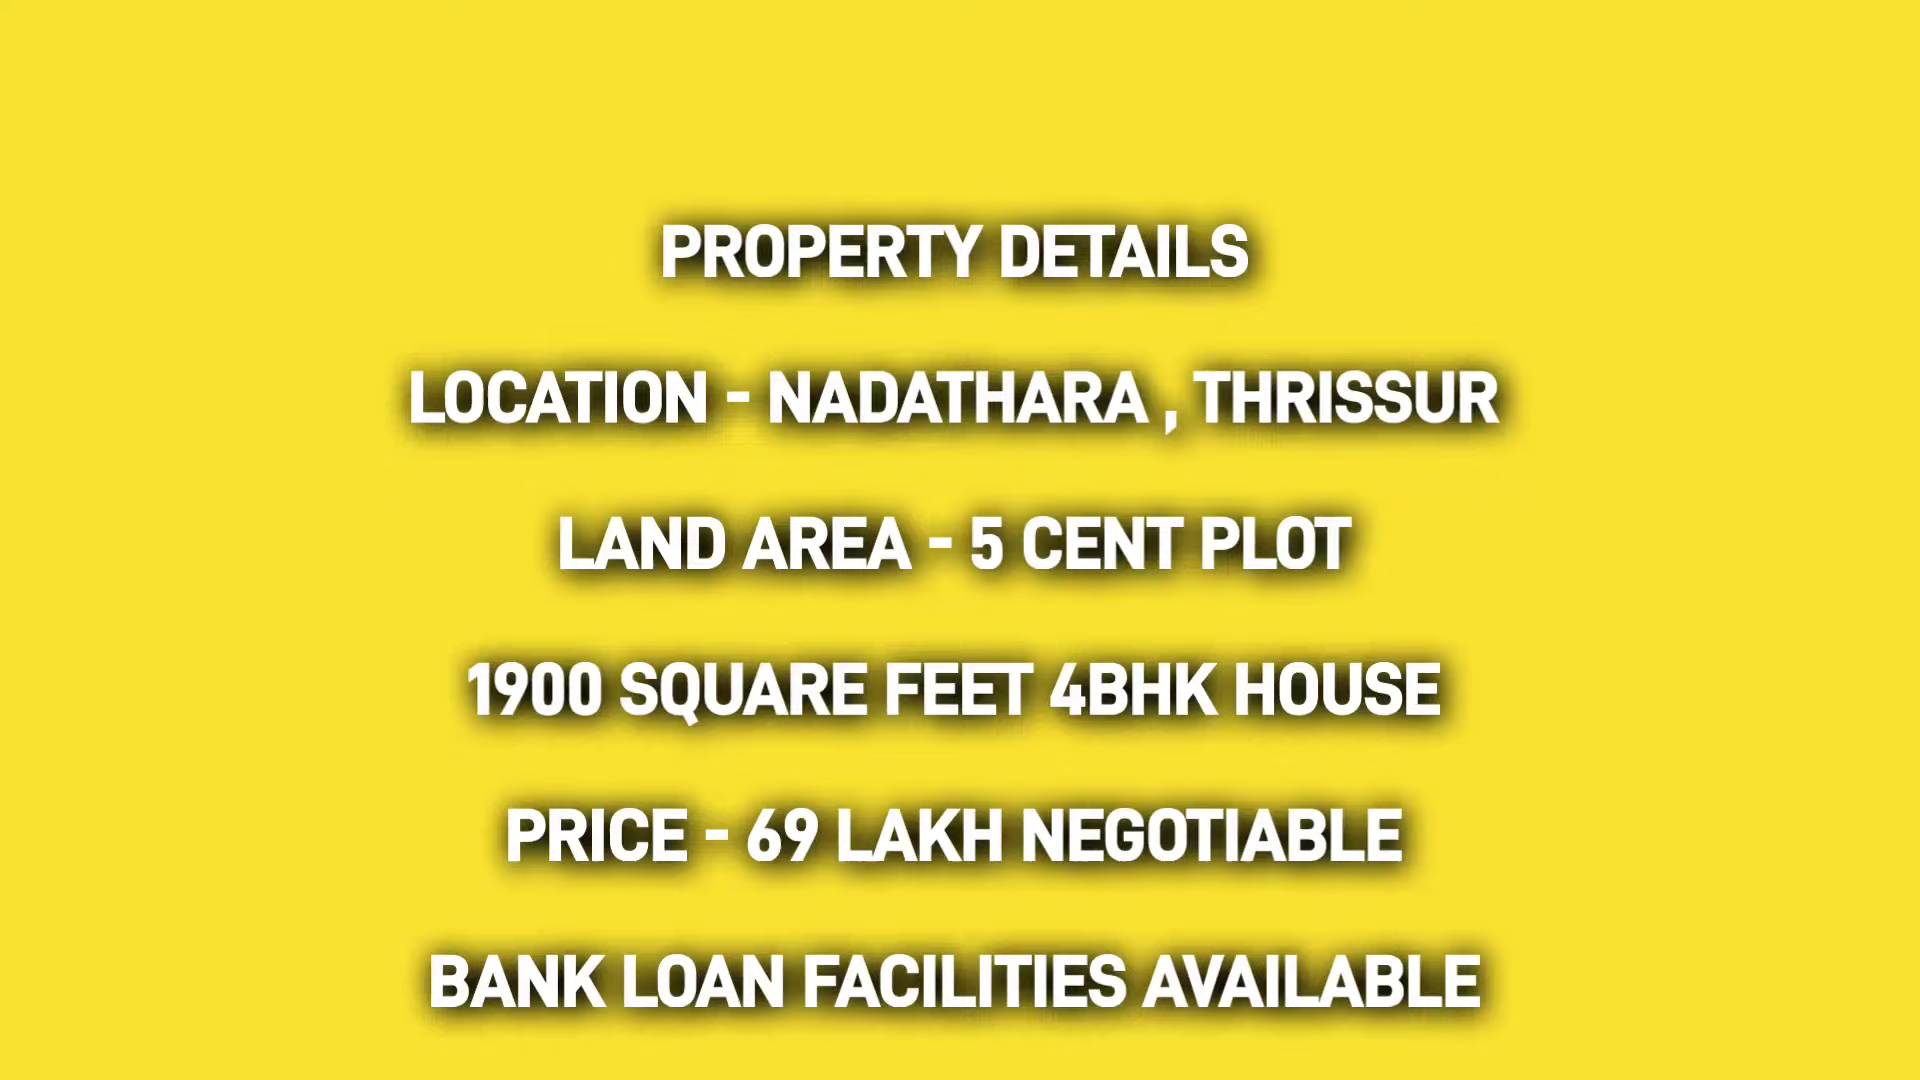 PROPERTY DETAILS
LOCATION - NADATHARA , THRISSUR
LAND AREA - 5 CENT PLOT
1900 SQUARE FEET 4BHK HOUSE
PRICE - 69 LAKH NEGOTIABLE
BANK LOAN FACILITIES AVAILABLE